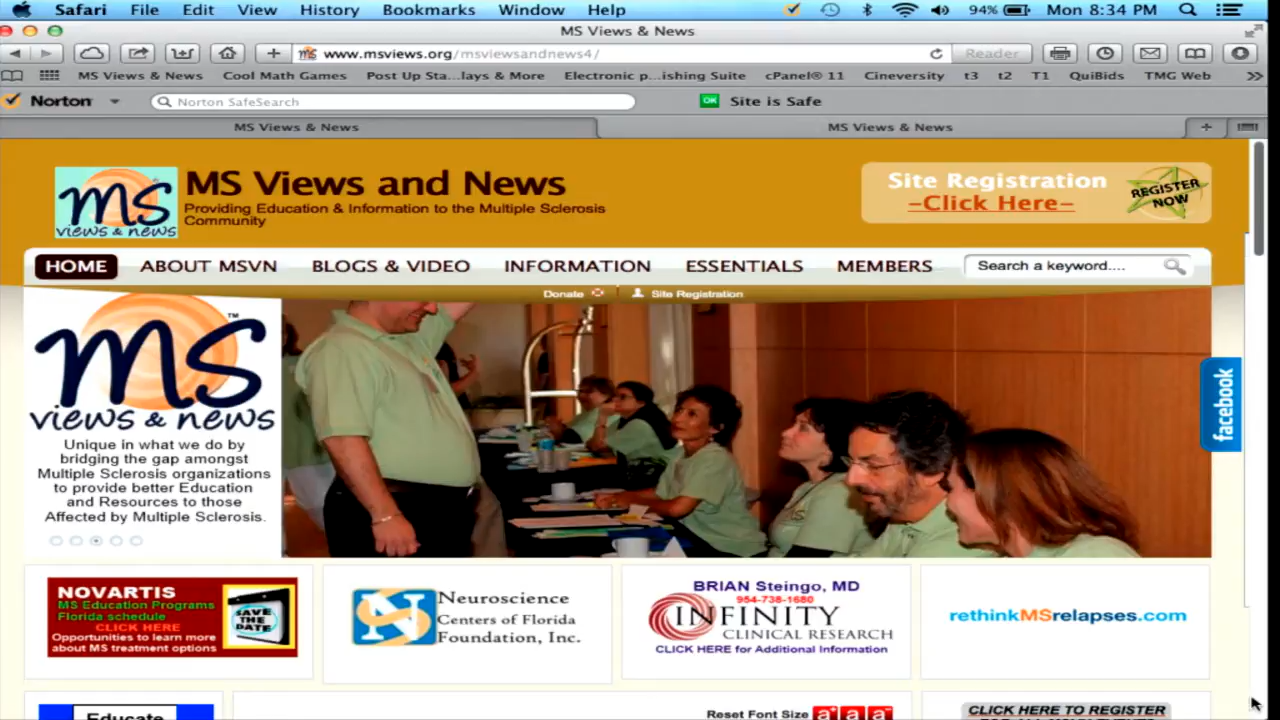 Safari File Edit View History Bookmarks Window Help 94% Mon 8:34 PM
MS Views & News
www.msviews.org/msviewsandnews4/ Reader
MS Views & News Cool Math Games Post Up Sta...lays & More Electronic p...ishing Suite cPanel® 11 Cineversity t3 t2 T1 QuiBids TMG Web >>
Norton Norton SafeSearch OK Site is Safe
MS Views & News MS Views & News
ms
views & news
MS Views and News
Providing Education & Information to the Multiple Sclerosis
Community
Site Registration
-Click Here-
REGISTER
NOW
HOME ABOUT MSVN BLOGS & VIDEO INFORMATION ESSENTIALS MEMBERS Search a keyword....
Donate Site Registration
ms™
views & news
Unique in what we do by
bridging the gap amongst
Multiple Sclerosis organizations
to provide better Education
and Resources to those
Affected by Multiple Sclerosis.
facebook
NOVARTIS
MS Education Programs
Florida schedule
CLICK HERE
Opportunities to learn more
about MS treatment options
SAVE
THE
DATE
N
Neuroscience
Centers of Florida
Foundation, Inc.
BRIAN Steingo, MD
954-738-1680
INFINITY
CLINICAL RESEARCH
CLICK HERE for Additional Information
rethinkMSrelapses.com
Educate
Reset Font Size a+ a a-
CLICK HERE TO REGISTER